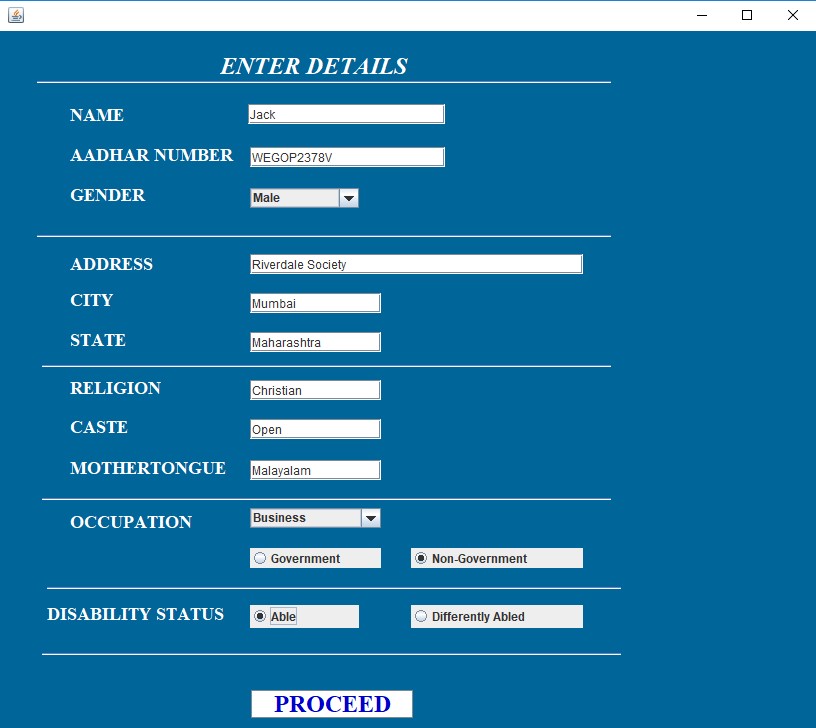 ENTER DETAILS
NAME Jack
AADHAR NUMBER WEGOP2378V
GENDER Male
ADDRESS Riverdale Society
CITY Mumbai
STATE Maharashtra
RELIGION Christian
CASTE Open
MOTHERTONGUE Malayalam
OCCUPATION Business
Government Non-Government
DISABILITY STATUS Able Differently Abled
PROCEED